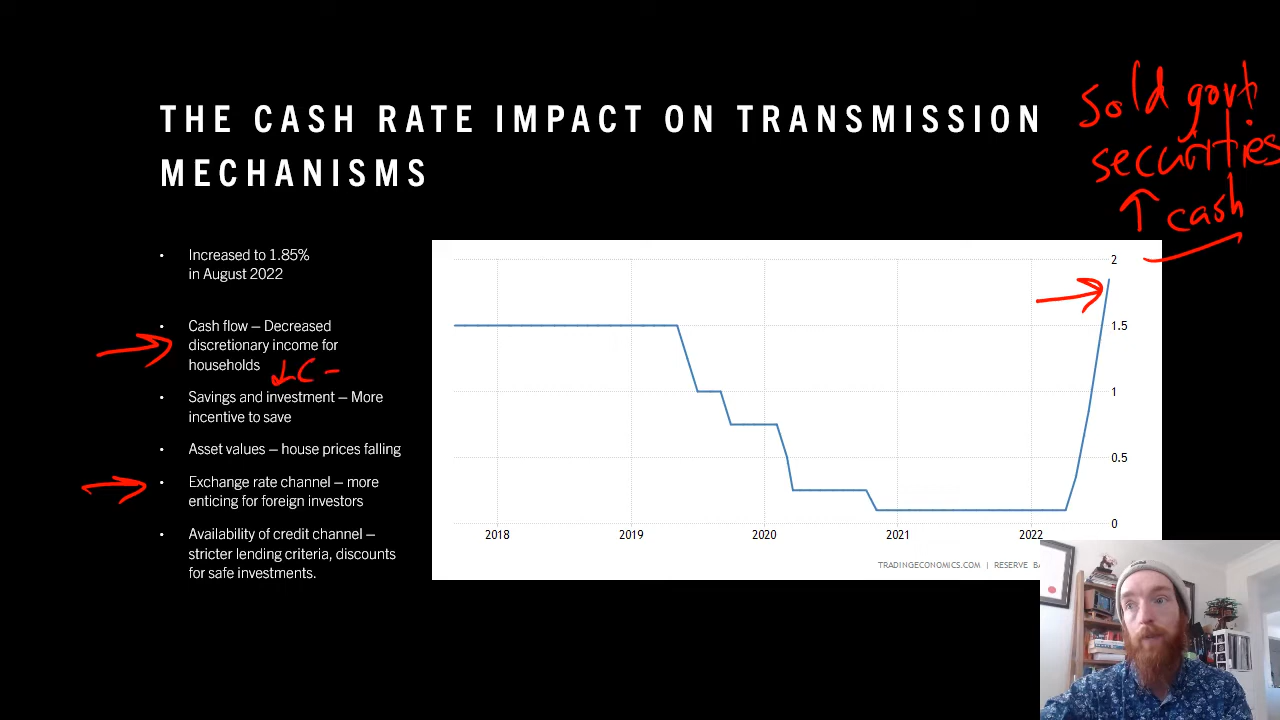 THE CASH RATE IMPACT ON TRANSMISSION
MECHANISMS
sold govt
securities
↑ cash
• Increased to 1.85%
in August 2022
• Cash flow – Decreased
discretionary income for
households
↓C –
• Savings and investment – More
incentive to save
• Asset values – house prices falling
• Exchange rate channel – more
enticing for foreign investors
• Availability of credit channel –
stricter lending criteria, discounts
for safe investments.
2
1.5
1
0.5
0
2018 2019 2020 2021 2022
TRADINGECONOMICS.COM | RESERVE